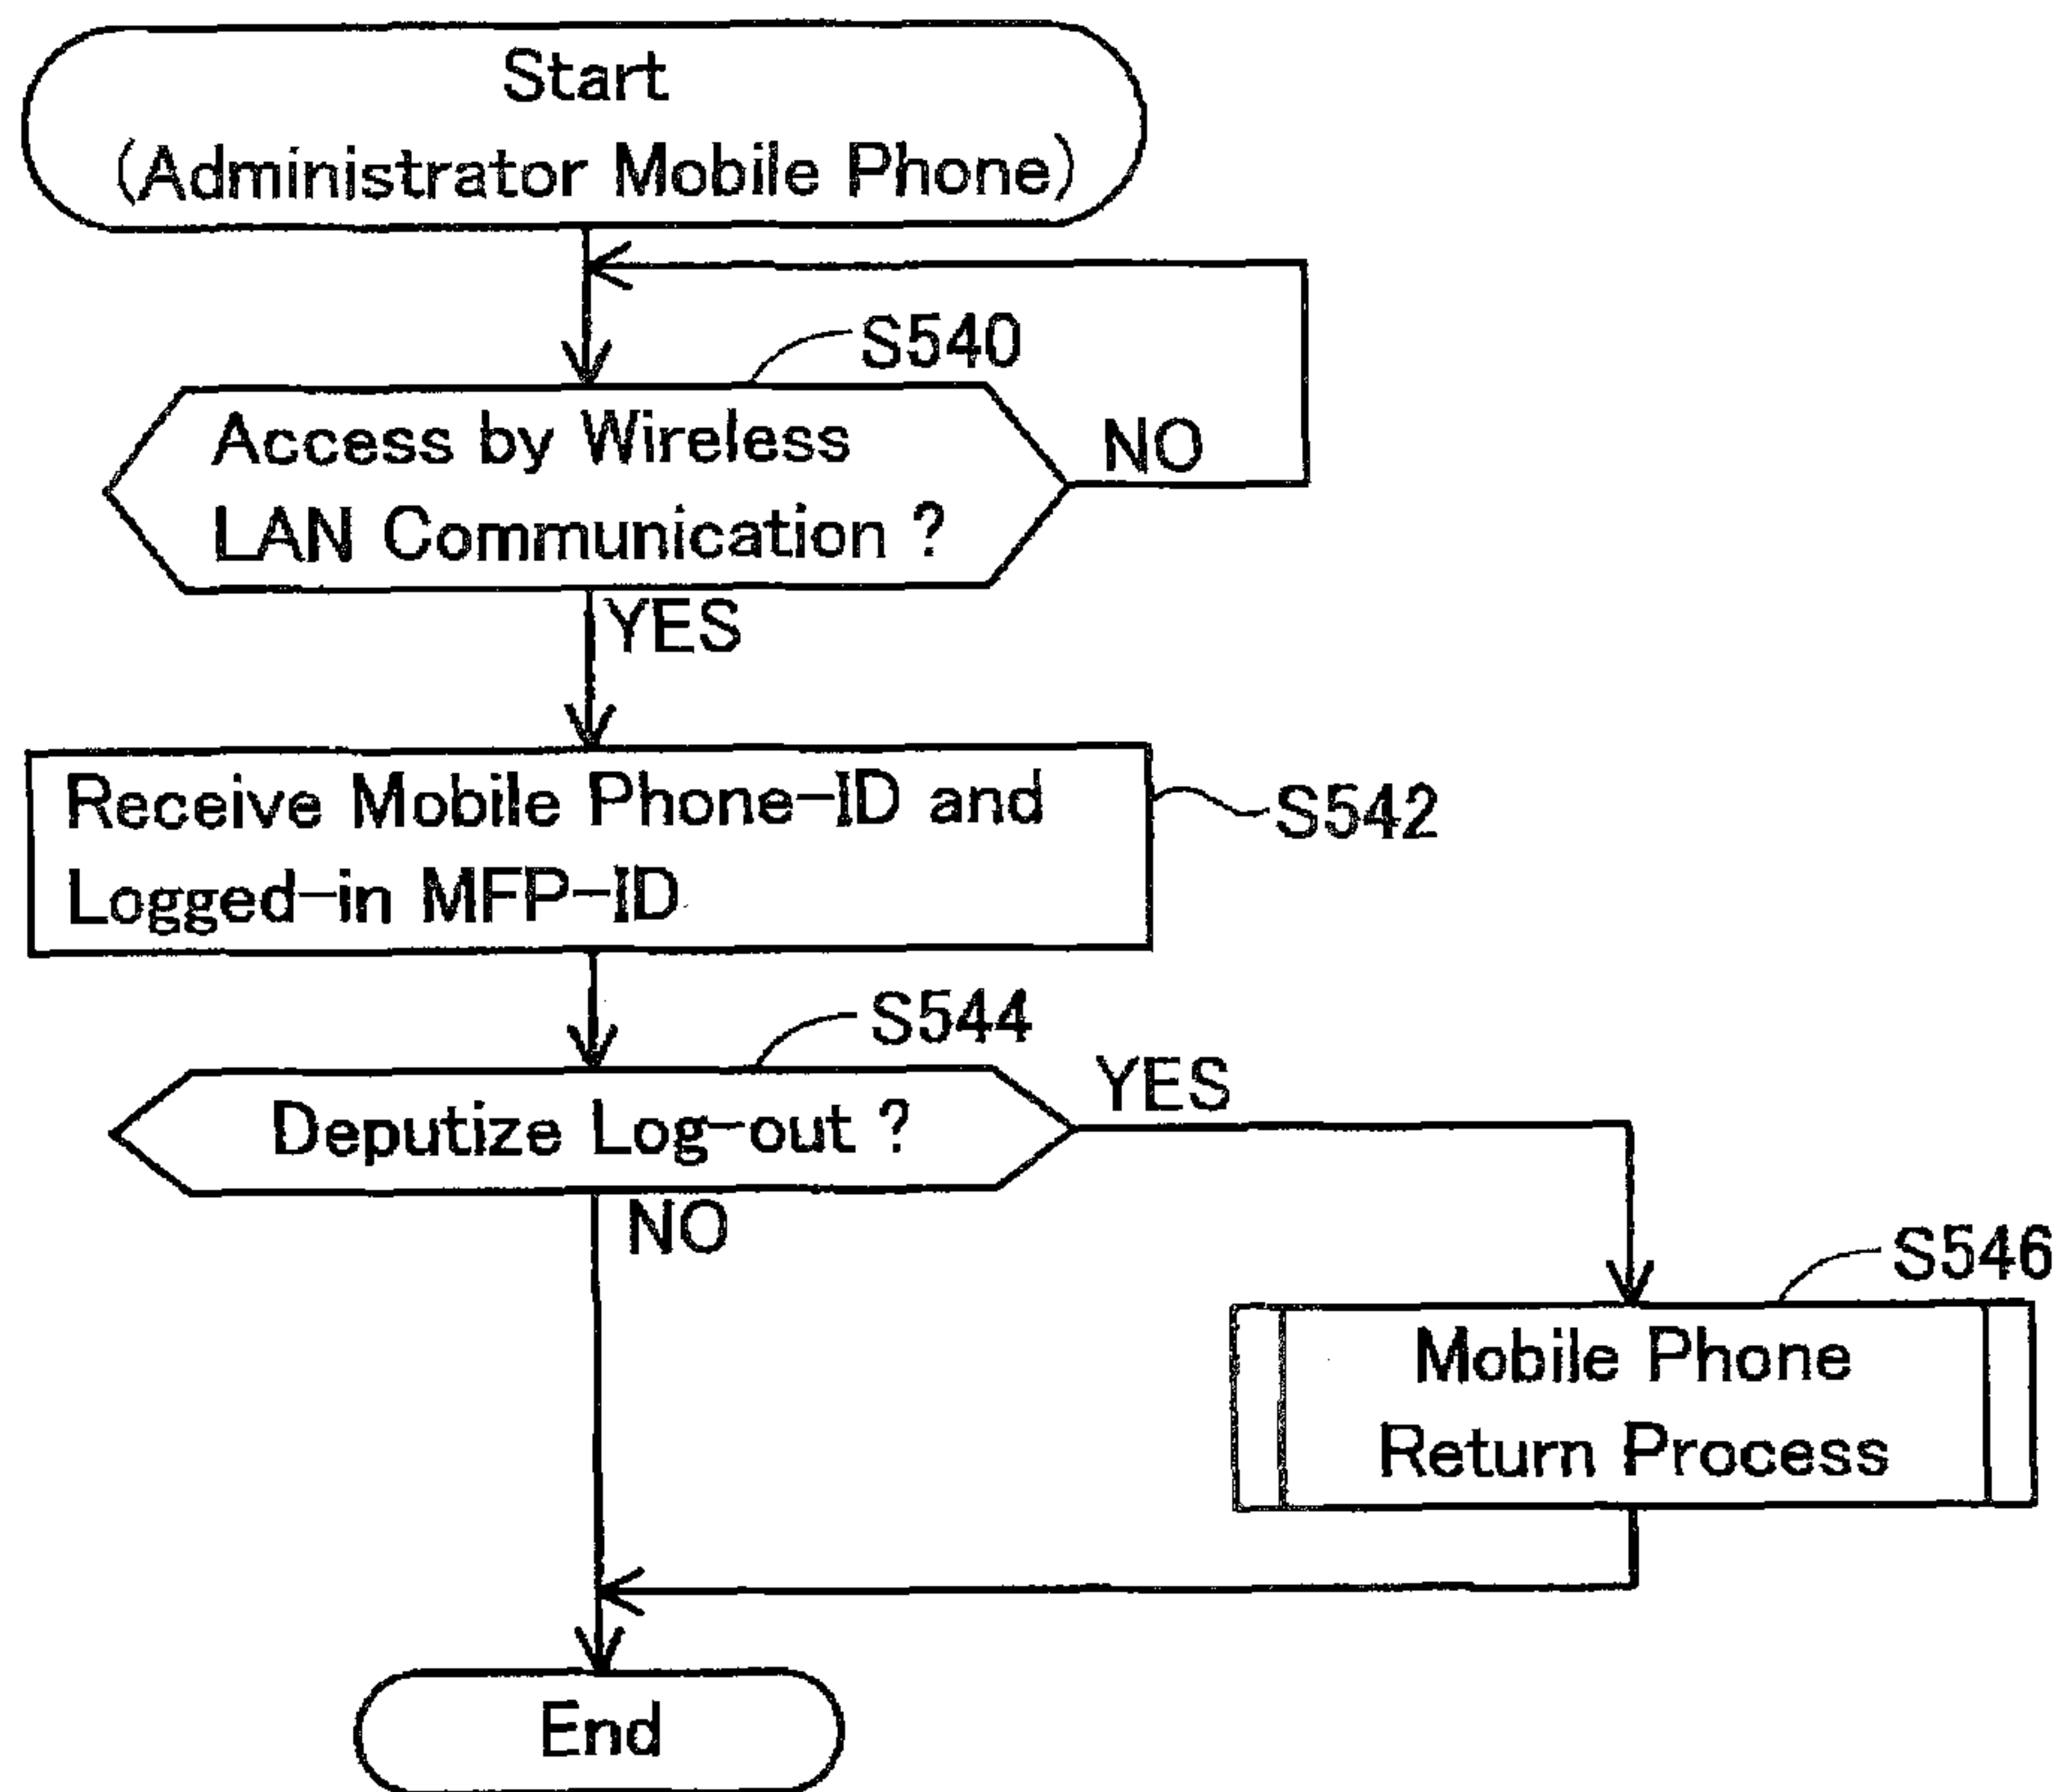 Start
(Administrator Mobile Phone)
S540
Access by Wireless
LAN Communication ?
NO
YES
Receive Mobile Phone-ID and
Logged-in MFP-ID
S542
S544
Deputize Log-out ?
YES
NO
S546
Mobile Phone
Return Process
End